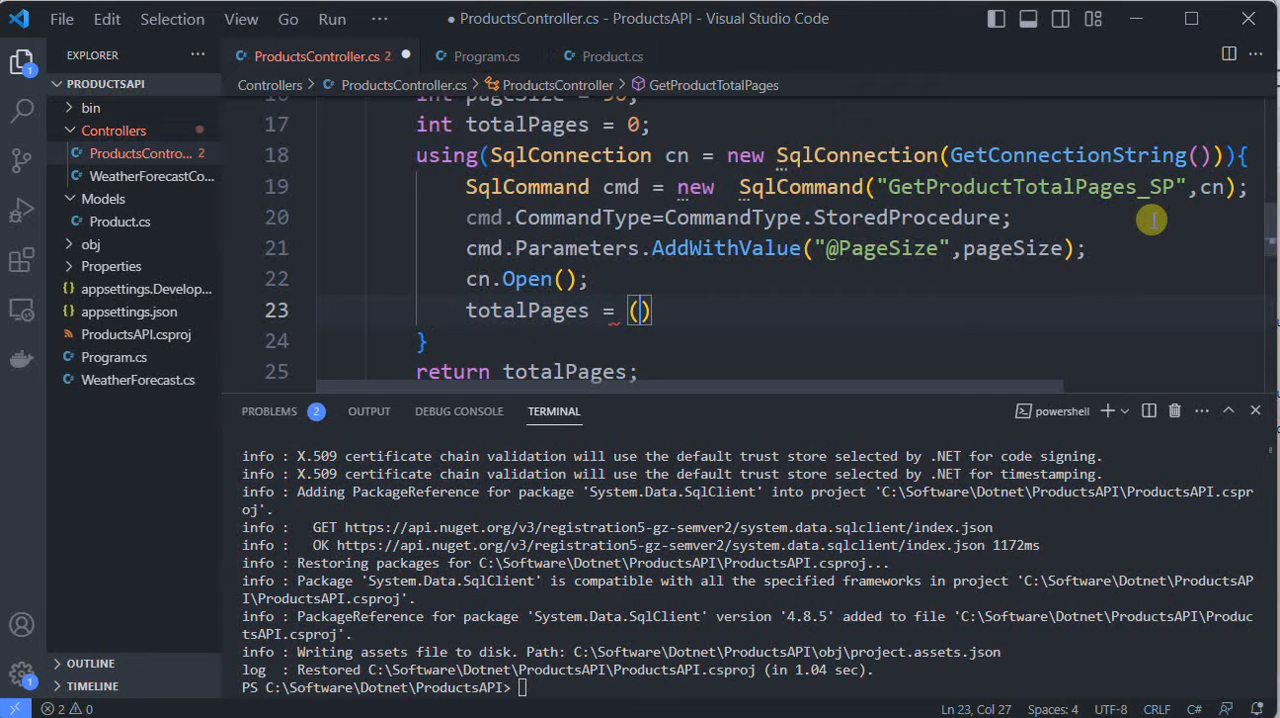 File Edit Selection View Go Run ··· ● ProductsController.cs - ProductsAPI - Visual Studio Code
EXPLORER ···
PRODUCTSAPI
bin
Controllers
ProductsContro... 2
WeatherForecastCo...
Models
Product.cs
obj
Properties
appsettings.Develop...
appsettings.json
ProductsAPI.csproj
Program.cs
WeatherForecast.cs
OUTLINE
TIMELINE
1
1
ProductsController.cs 2 ● Program.cs Product.cs ···
Controllers > ProductsController.cs > ProductsController > GetProductTotalPages
16 int pageSize = 50;
17 int totalPages = 0;
18 using(SqlConnection cn = new SqlConnection(GetConnectionString())){
19 SqlCommand cmd = new  SqlCommand("GetProductTotalPages_SP",cn);
20 cmd.CommandType=CommandType.StoredProcedure;
21 cmd.Parameters.AddWithValue("@PageSize",pageSize);
22 cn.Open();
23 totalPages = ()
24 }
25 return totalPages;
PROBLEMS 2 OUTPUT DEBUG CONSOLE TERMINAL powershell ···
info : X.509 certificate chain validation will use the default trust store selected by .NET for code signing.
info : X.509 certificate chain validation will use the default trust store selected by .NET for timestamping.
info : Adding PackageReference for package 'System.Data.SqlClient' into project 'C:\Software\Dotnet\ProductsAPI\ProductsAPI.cspr
oj'.
info :   GET https://api.nuget.org/v3/registration5-gz-semver2/system.data.sqlclient/index.json
info :   OK https://api.nuget.org/v3/registration5-gz-semver2/system.data.sqlclient/index.json 1172ms
info : Restoring packages for C:\Software\Dotnet\ProductsAPI\ProductsAPI.csproj...
info : Package 'System.Data.SqlClient' is compatible with all the specified frameworks in project 'C:\Software\Dotnet\ProductsAP
I\ProductsAPI.csproj'.
info : PackageReference for package 'System.Data.SqlClient' version '4.8.5' added to file 'C:\Software\Dotnet\ProductsAPI\Produc
tsAPI.csproj'.
info : Writing assets file to disk. Path: C:\Software\Dotnet\ProductsAPI\obj\project.assets.json
log  : Restored C:\Software\Dotnet\ProductsAPI\ProductsAPI.csproj (in 1.04 sec).
PS C:\Software\Dotnet\ProductsAPI>
2 0 Ln 23, Col 27 Spaces: 4 UTF-8 CRLF C#